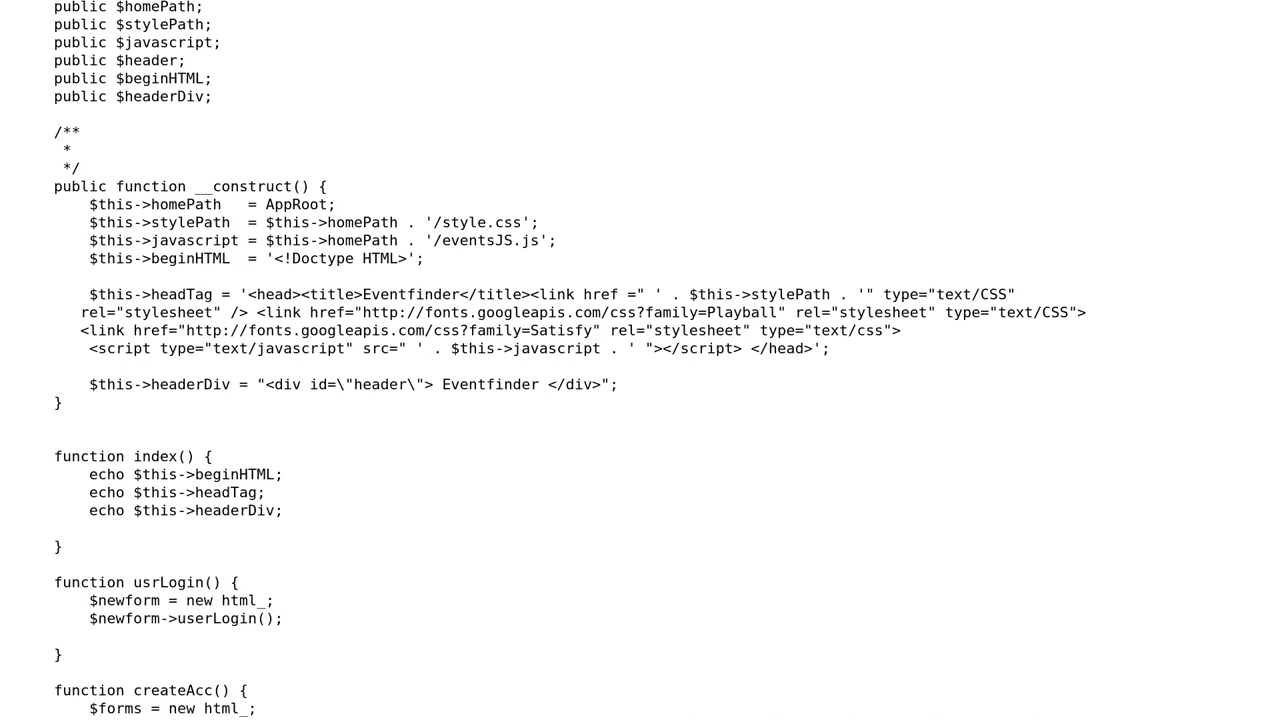 public $homePath;
public $stylePath;
public $javascript;
public $header;
public $beginHTML;
public $headerDiv;

/**
 *
 */
public function __construct() {
    $this->homePath   = AppRoot;
    $this->stylePath  = $this->homePath . '/style.css';
    $this->javascript = $this->homePath . '/eventsJS.js';
    $this->beginHTML  = '<!Doctype HTML>';

    $this->headTag = '<head><title>Eventfinder</title><link href =" ' . $this->stylePath . '" type="text/CSS"
   rel="stylesheet" /> <link href="http://fonts.googleapis.com/css?family=Playball" rel="stylesheet" type="text/CSS">
   <link href="http://fonts.googleapis.com/css?family=Satisfy" rel="stylesheet" type="text/css">
    <script type="text/javascript" src=" ' . $this->javascript . ' "></script> </head>';

    $this->headerDiv = "<div id=\"header\"> Eventfinder </div>";
}


function index() {
    echo $this->beginHTML;
    echo $this->headTag;
    echo $this->headerDiv;

}

function usrLogin() {
    $newform = new html_;
    $newform->userLogin();

}

function createAcc() {
    $forms = new html_;